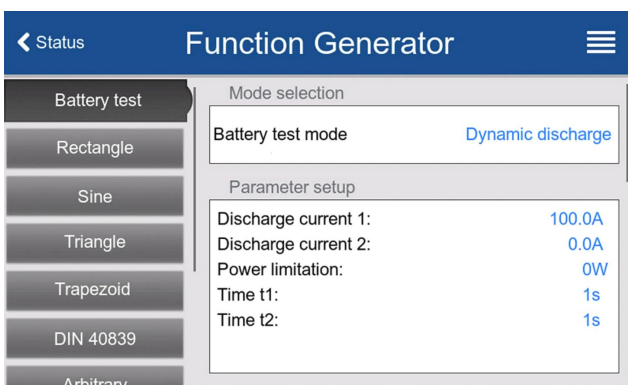 Status
Function Generator
Battery test
Rectangle
Sine
Triangle
Trapezoid
DIN 40839
Arbitrary
Mode selection
Battery test mode Dynamic discharge
Parameter setup
Discharge current 1: 100.0A
Discharge current 2: 0.0A
Power limitation: 0W
Time t1: 1s
Time t2: 1s